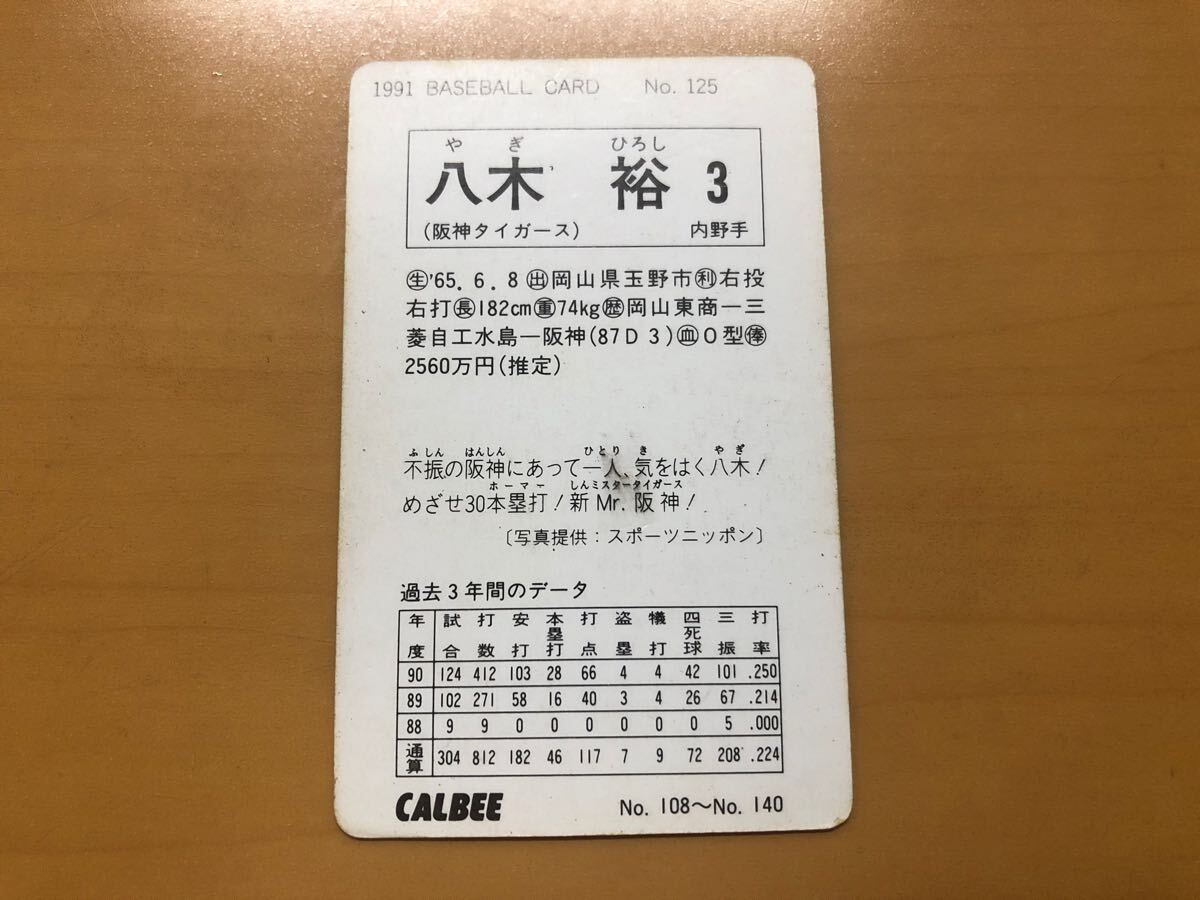 1991 BASEBALL CARD No. 125
やぎ ひろし
八木 裕 3
(阪神タイガース) 内野手
㊤'65. 6. 8 ㊤岡山県玉野市㊤右投
右打㊤182cm㊤74kg㊤岡山東商―三
菱自工水島―阪神(87D3)㊤O型㊤
2560万円(推定)
ふしん はんしん ひとり き やぎ
不振の阪神にあって一人、気をはく八木!
ホーマー しんミスタータイガース
めざせ30本塁打!新Mr.阪神!
〔写真提供:スポーツニッポン〕
過去3年間のデータ
年度 試合 打数 安打 本塁打 打点 盗塁 犠打 四死球 三振 打率
90 124 412 103 28 66 4 4 42 101 .250
89 102 271 58 16 40 3 4 26 67 .214
88 9 9 0 0 0 0 0 0 5 .000
通算 304 812 182 46 117 7 9 72 208 .224
CALBEE No. 108〜No. 140